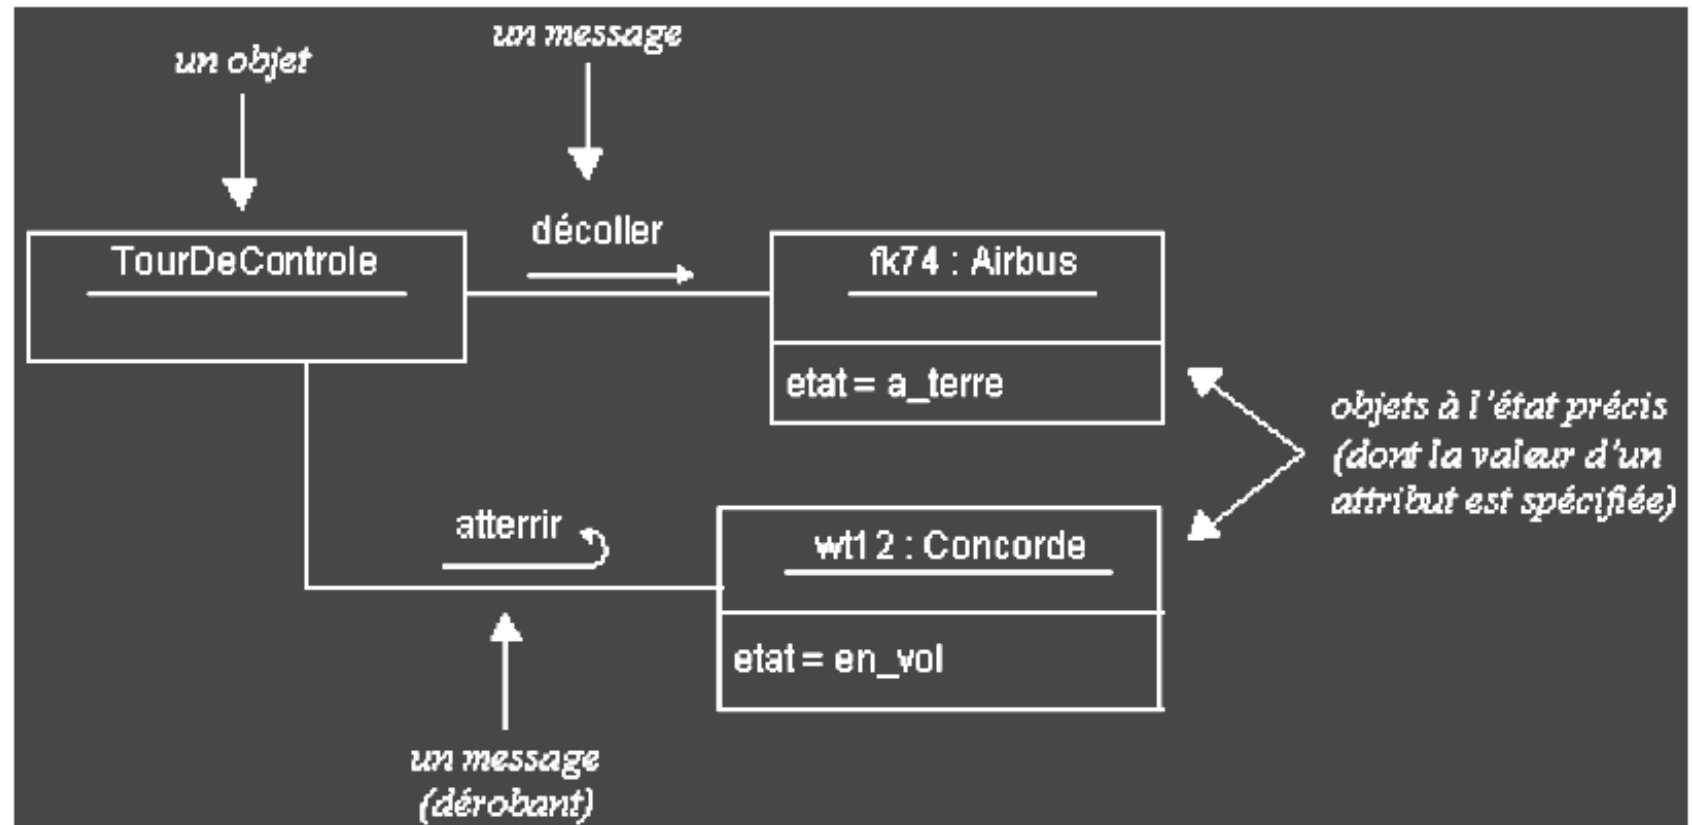 un objet
un message
décoller
TourDeControle
fk74 : Airbus
etat = a_terre
objets à l'état précis
(dont la valeur d'un
attribut est spécifiée)
atterrir
wt12 : Concorde
etat = en_vol
un message
(dérobant)